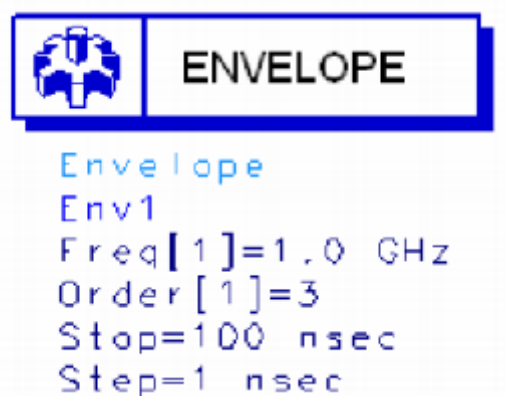 ENVELOPE
Envelope
Env1
Freq[1]=1.0 GHz
Order[1]=3
Stop=100 nsec
Step=1 nsec